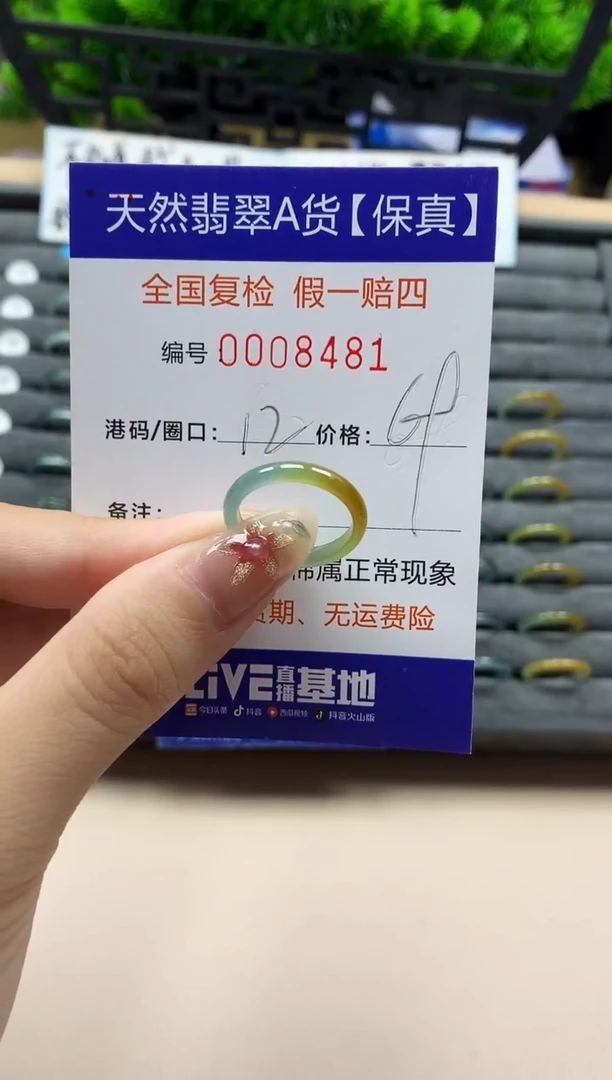 天然翡翠A货【保真】
全国复检 假一赔四
编号:0008481
港码/圈口: 12 价格:
备注:
属正常现象
期、无运费险
LIVE直播基地
今日头条 抖音 西瓜视频 抖音火山版